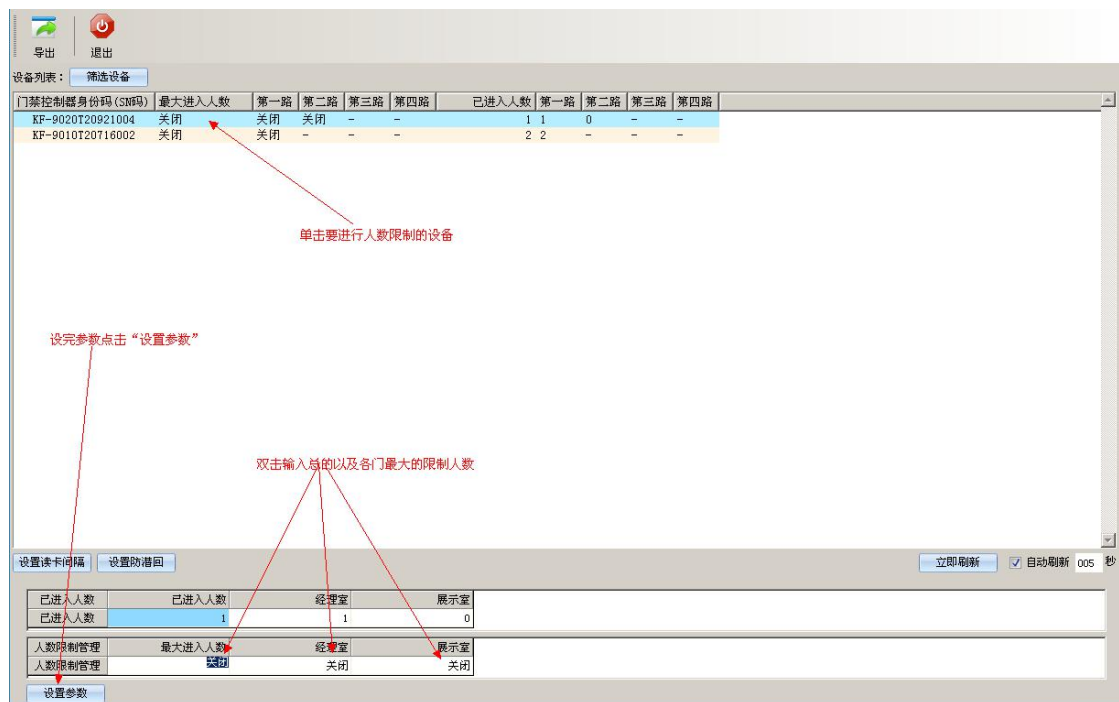 导出 退出
设备列表： 筛选设备
门禁控制器身份码(SN码) 最大进入人数 第一路 第二路 第三路 第四路 已进入人数 第一路 第二路 第三路 第四路
KF-9020T20921004 关闭 关闭 关闭 - - 1 1 0 - -
KF-9010T20716002 关闭 关闭 - - - 2 2 - - -
单击要进行人数限制的设备
设完参数点击“设置参数”
双击输入总的以及各门最大的限制人数
设置读卡间隔 设置防潜回 立即刷新 自动刷新 005 秒
已进入人数 已进入人数 经理室 展示室
已进入人数 1 1 0
人数限制管理 最大进入人数 经理室 展示室
人数限制管理 关闭 关闭 关闭
设置参数